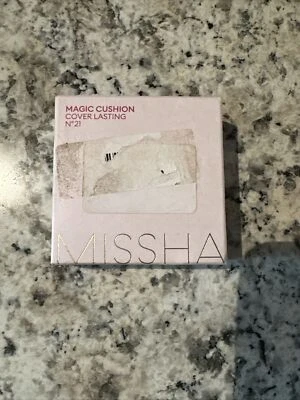 MAGIC CUSHION
COVER LASTING
Nº21
MISSHA